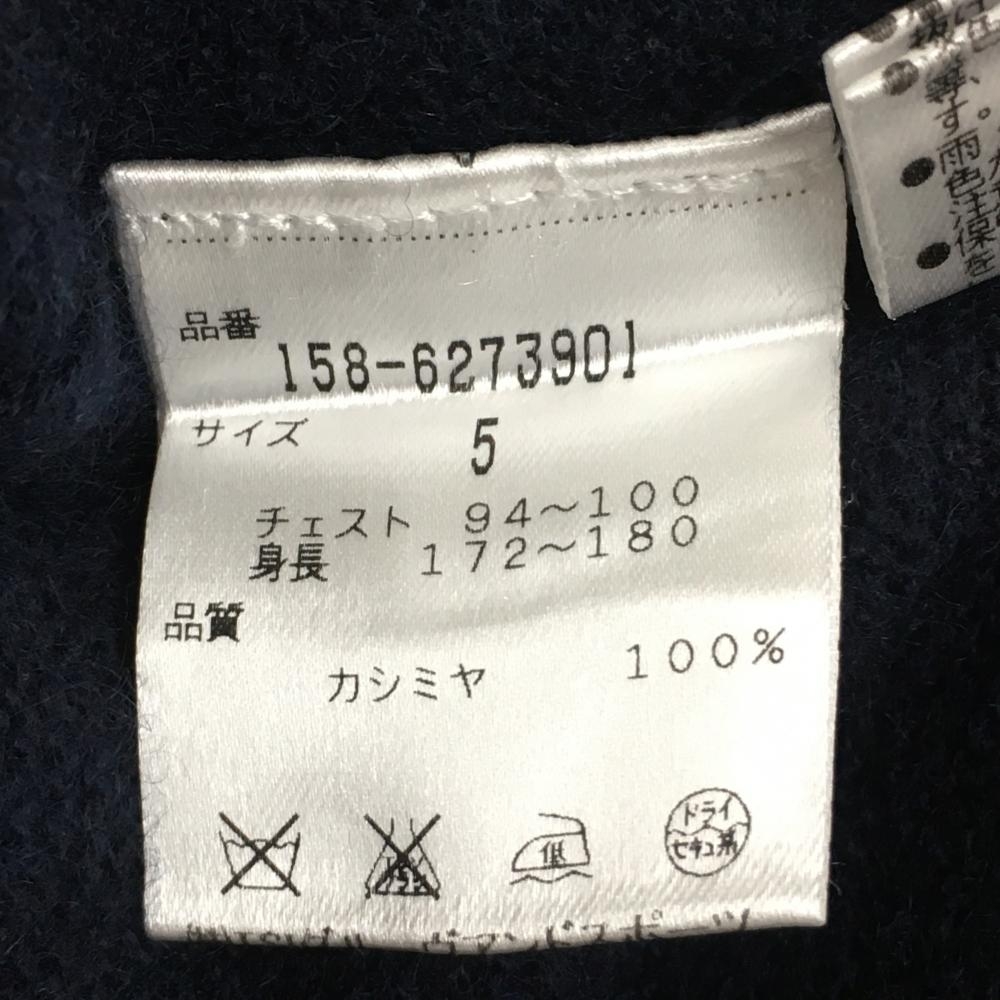 品番
158-6273901
サイズ 5
チェスト 94～100
身長 172～180
品質
カシミヤ 100%
低
ドライ
セキユ系